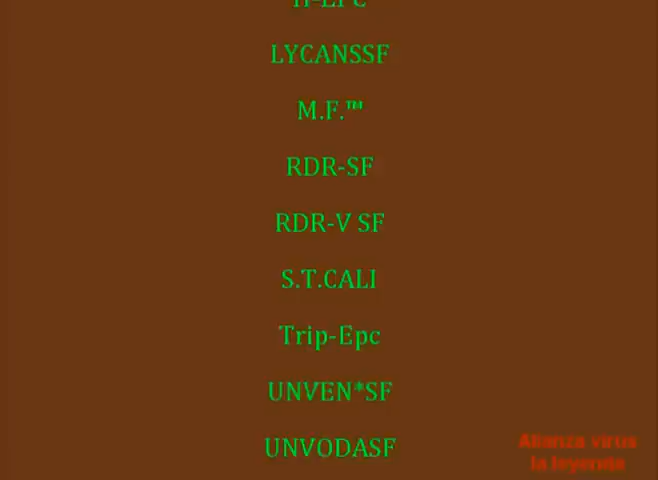 LYCANSSF
M.F.™
RDR-SF
RDR-V SF
S.T.CALI
Trip-Epc
UNVEN*SF
UNVODASF
Alianza virus
la leyenda